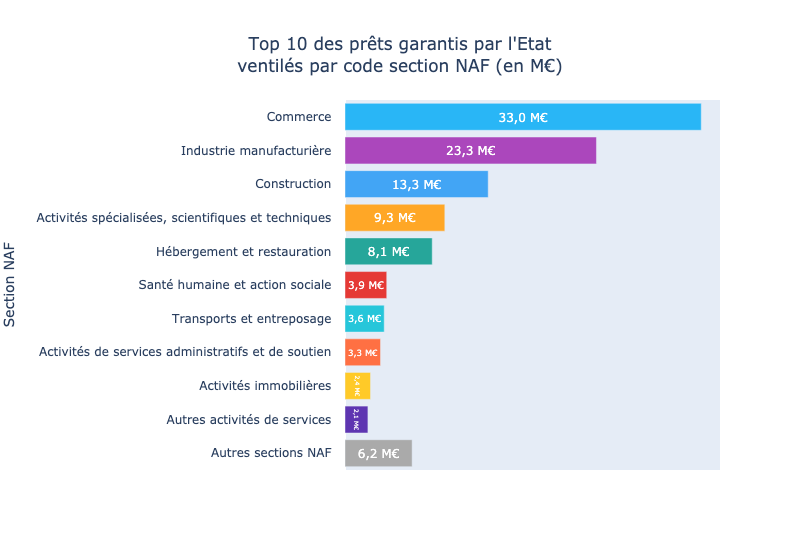 Top 10 des prêts garantis par l'Etat
ventilés par code section NAF (en M€)
Section NAF
Commerce 33,0 M€
Industrie manufacturière 23,3 M€
Construction 13,3 M€
Activités spécialisées, scientifiques et techniques 9,3 M€
Hébergement et restauration 8,1 M€
Santé humaine et action sociale 3,9 M€
Transports et entreposage 3,6 M€
Activités de services administratifs et de soutien 3,3 M€
Activités immobilières M€
Autres activités de services 2,1 M€
Autres sections NAF 6,2 M€